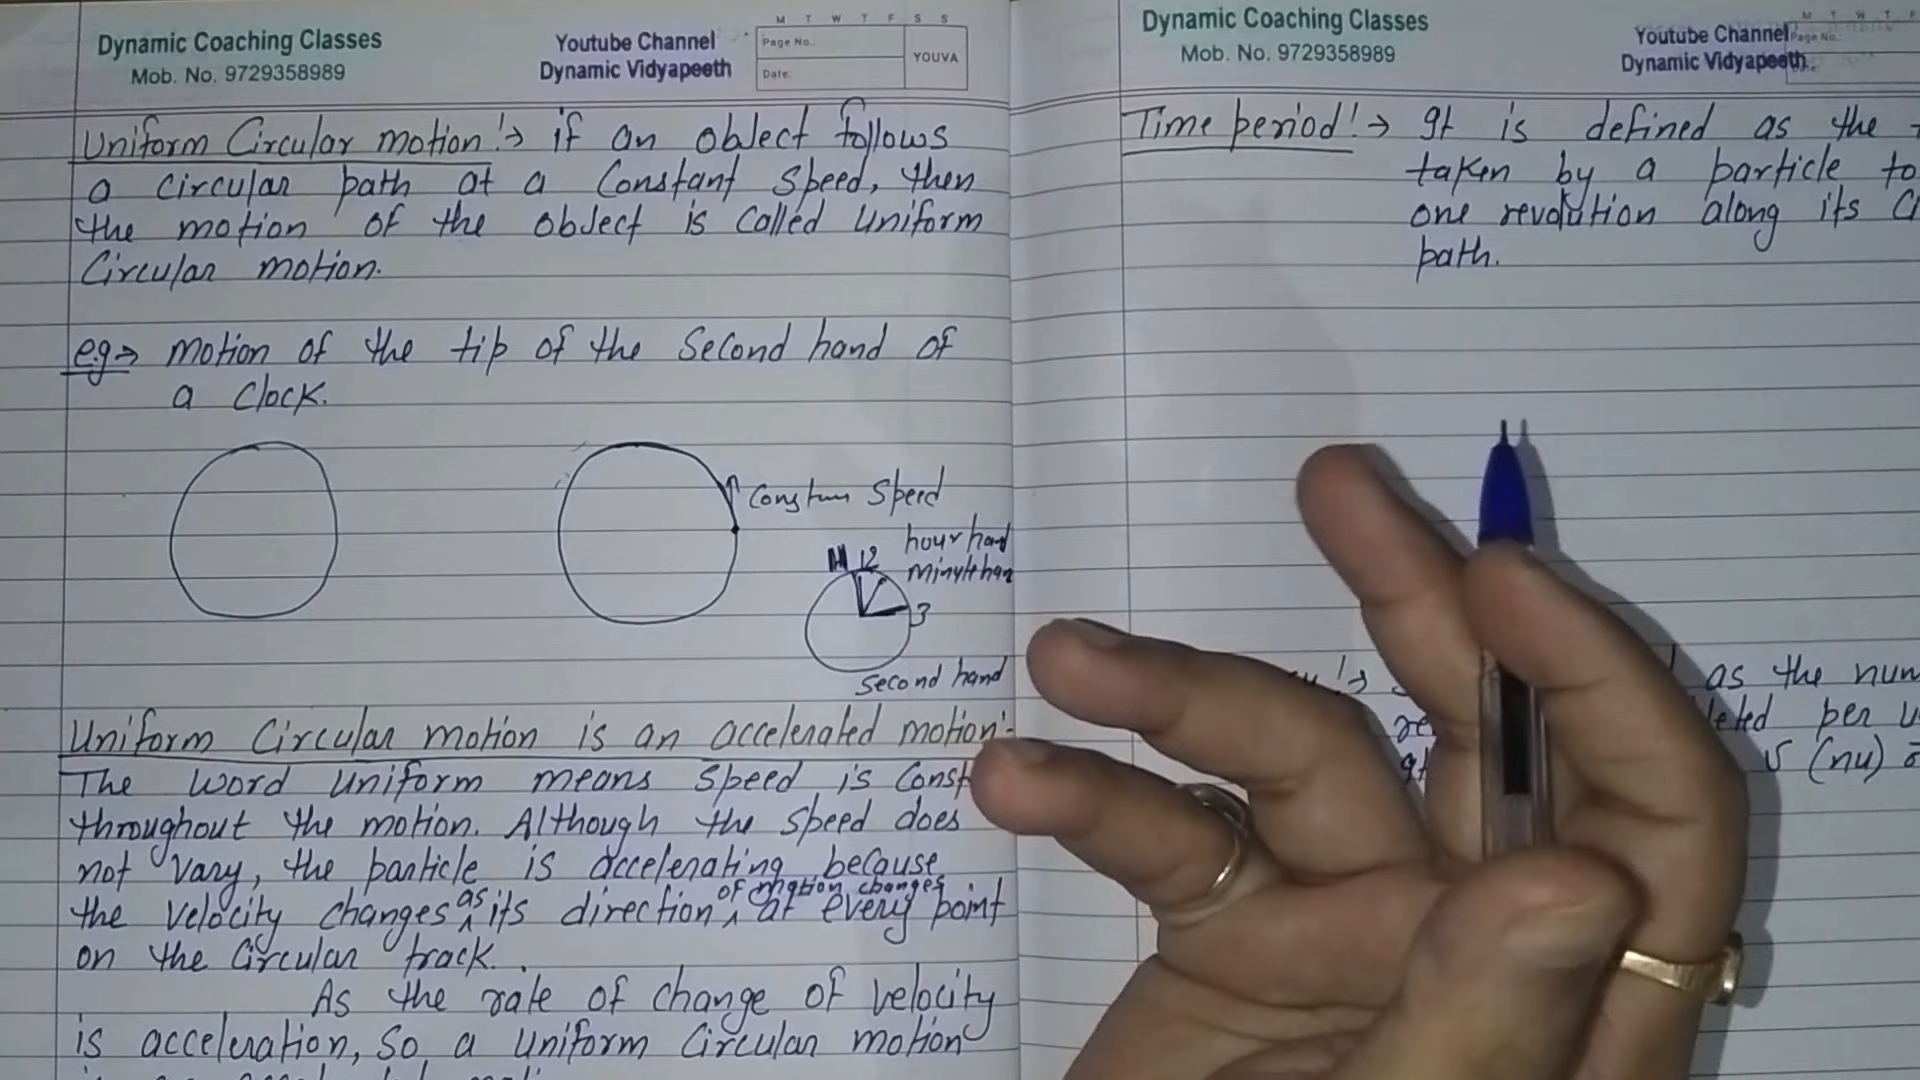 Dynamic Coaching Classes
Mob. No. 9729358989
Youtube Channel
Dynamic Vidyapeeth
M T W T F S S
Page No.:
Date:
YOUVA
Uniform Circular motion :→ if an object follows
a circular path at a constant speed, then
the motion of the object is called uniform
Circular motion.
e.g→ motion of the tip of the second hand of
a clock.
constant speed
hour hand
minute han
12
3
second hand
Uniform Circular motion is an accelerated motion:-
The word uniform means speed is const
throughout the motion. Although the speed does
not vary, the particle is accelerating because
the velocity changes as its direction of motion changes at every point
on the circular track.
As the rate of change of velocity
is acceleration, so, a uniform circular motion
Dynamic Coaching Classes
Mob. No. 9729358989
Youtube Channel
Dynamic Vidyapeeth
M T W T F
Page No.:
Time period :→ It is defined as the
taken by a particle to
one revolution along its
path.
as the num
per
(nu)